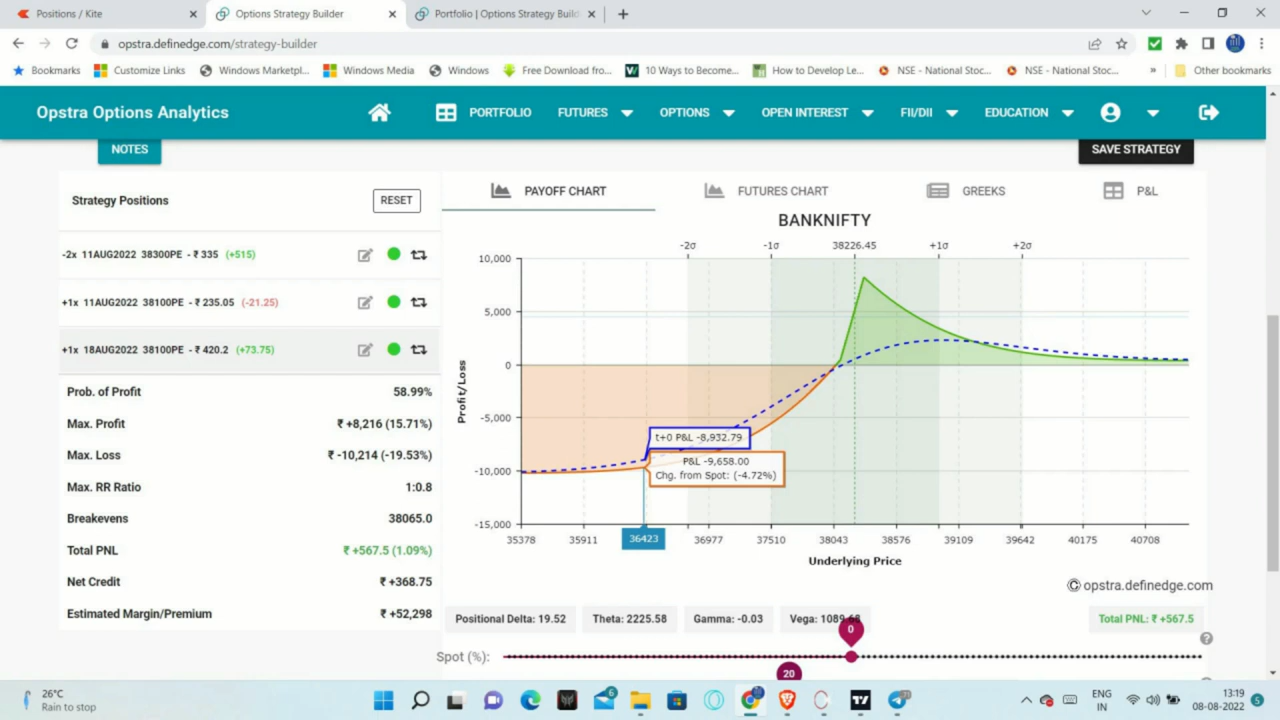 Positions / Kite
Options Strategy Builder
Portfolio | Options Strategy Build
opstra.definedge.com/strategy-builder
Bookmarks
Customize Links
Windows Marketpl...
Windows Media
Windows
Free Download fro...
10 Ways to Become...
How to Develop Le...
NSE - National Stoc...
NSE - National Stoc...
»
Other bookmarks
Opstra Options Analytics
PORTFOLIO
FUTURES
OPTIONS
OPEN INTEREST
FII/DII
EDUCATION
NOTES
SAVE STRATEGY
Strategy Positions
RESET
PAYOFF CHART
FUTURES CHART
GREEKS
P&L
-2x 11AUG2022 38300PE - ₹ 335 (+515)
+1x 11AUG2022 38100PE - ₹ 235.05 (-21.25)
+1x 18AUG2022 38100PE - ₹ 420.2 (+73.75)
Prob. of Profit 58.99%
Max. Profit ₹ +8,216 (15.71%)
Max. Loss ₹ -10,214 (-19.53%)
Max. RR Ratio 1:0.8
Breakevens 38065.0
Total PNL ₹ +567.5 (1.09%)
Net Credit ₹ +368.75
Estimated Margin/Premium ₹ +52,298
BANKNIFTY
-2σ -1σ 38226.45 +1σ +2σ
10,000
5,000
0
-5,000
-10,000
-15,000
Profit/Loss
t+0 P&L -8,932.79
P&L -9,658.00
Chg. from Spot: (-4.72%)
35378 35911 36423 36977 37510 38043 38576 39109 39642 40175 40708
Underlying Price
© opstra.definedge.com
Positional Delta: 19.52
Theta: 2225.58
Gamma: -0.03
Vega: 1089.68
Total PNL: ₹ +567.5
0
Spot (%):
20
26°C
Rain to stop
6
ENG
IN
13:19
08-08-2022
5